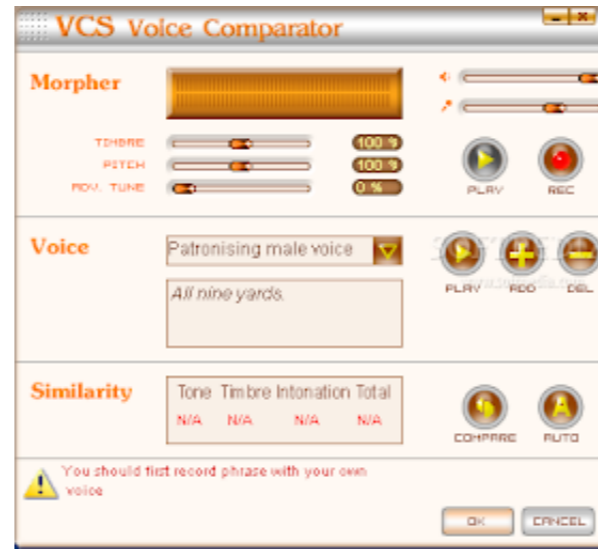 VCS Voice Comparator
Morpher
TIMBRE 100 %
PITCH 100 %
ADV. TUNE 0 %
PLAY REC
Voice
Patronising male voice
All nine yards.
PLAY ADD DEL
Similarity
Tone Timbre Intonation Total
N/A N/A N/A N/A
COMPARE AUTO
You should first record phrase with your own
voice
OK CANCEL